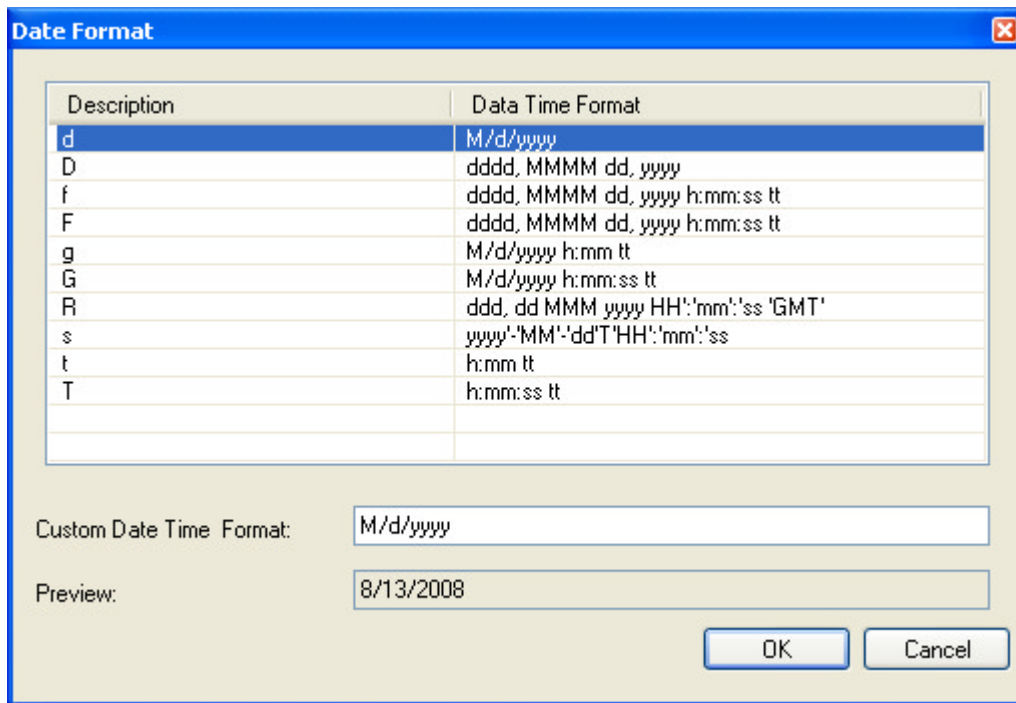 Date Format
Description Data Time Format
d M/d/yyyy
D dddd, MMMM dd, yyyy
f dddd, MMMM dd, yyyy h:mm:ss tt
F dddd, MMMM dd, yyyy h:mm:ss tt
g M/d/yyyy h:mm tt
G M/d/yyyy h:mm:ss tt
R ddd, dd MMM yyyy HH':'mm':'ss 'GMT'
s yyyy'-'MM'-'dd'T'HH':'mm':'ss
t h:mm tt
T h:mm:ss tt
Custom Date Time Format: M/d/yyyy
Preview: 8/13/2008
OK Cancel